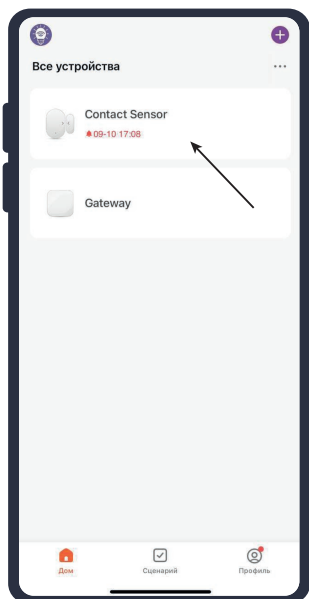 Все устройства
Contact Sensor
09-10 17:08
Gateway
Дом Сценарий Профиль